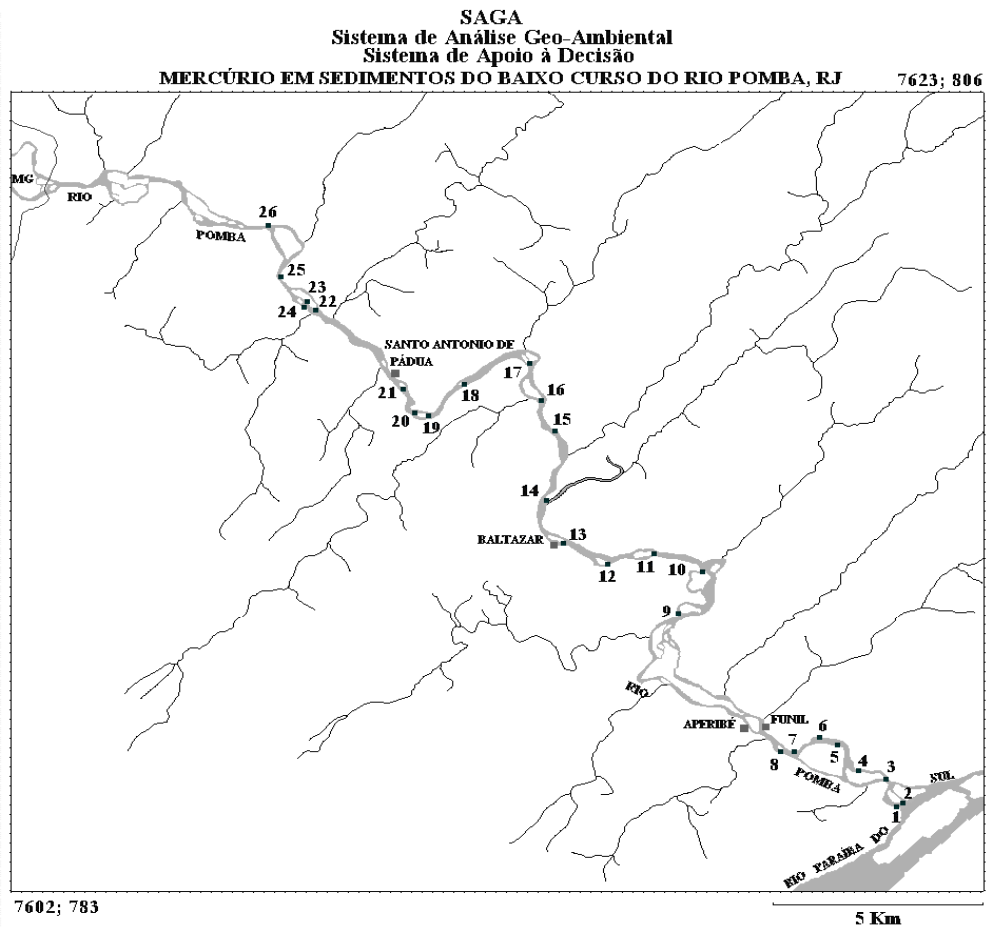 SAGA
Sistema de Análise Geo-Ambiental
Sistema de Apoio à Decisão
MERCÚRIO EM SEDIMENTOS DO BAIXO CURSO DO RIO POMBA, RJ
7623; 806
MG
RIO
POMBA
26
25
23
24
22
SANTO ANTONIO DE
PÁDUA
21
20
19
18
17
16
15
14
BALTAZAR
13
12
11
10
9
RIO
APERIBÉ
FUNIL
8
7
6
5
4
3
2
1
POMBA
SUL
RIO PARAÍBA DO
7602; 783
5 Km